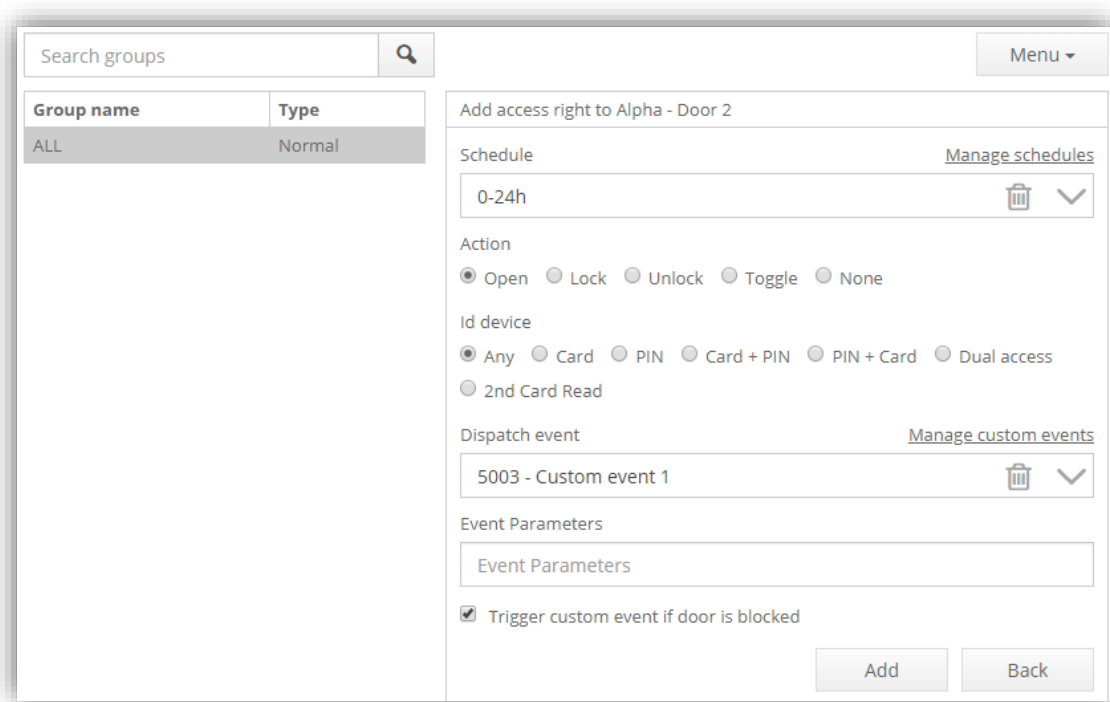 Search groups
Menu
Group name Type
ALL Normal
Add access right to Alpha - Door 2
Schedule Manage schedules
0-24h
Action
Open Lock Unlock Toggle None
Id device
Any Card PIN Card + PIN PIN + Card Dual access
2nd Card Read
Dispatch event Manage custom events
5003 - Custom event 1
Event Parameters
Event Parameters
Trigger custom event if door is blocked
Add Back